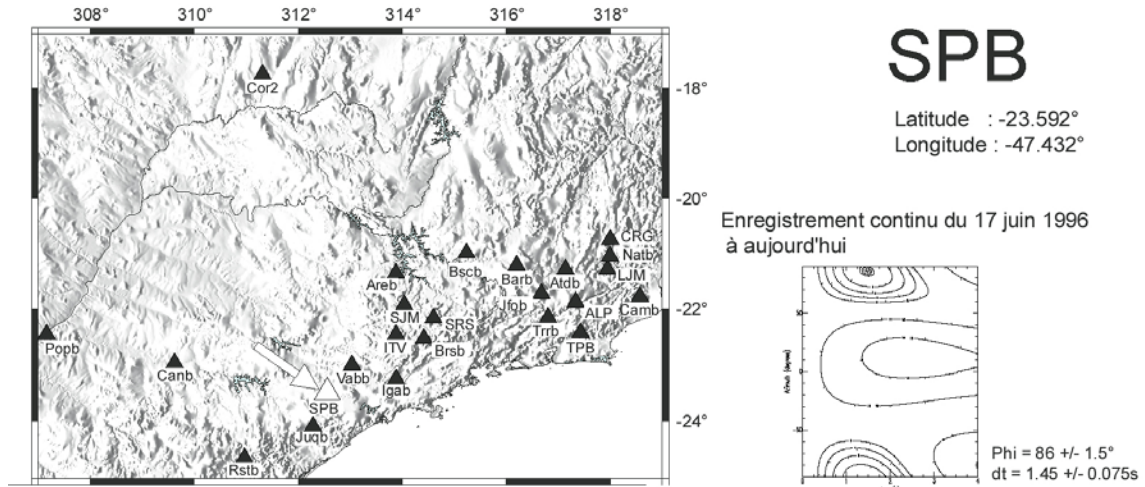 308° 310° 312° 314° 316° 318°
SPB
Cor2
-18°
Latitude : -23.592°
Longitude : -47.432°
-20°
Enregistrement continu du 17 juin 1996
à aujourd'hui
CRG
Natb
Bscb
Barb
Atdb
LJM
Areb
Ifob
Camb
SJM
SRS
ALP
-22°
Trrb
ITV
Brsb
TPB
Popb
Canb
Vabb
Igab
SPB
Juqb
-24°
Rstb
Phi = 86 +/- 1.5°
dt = 1.45 +/- 0.075s